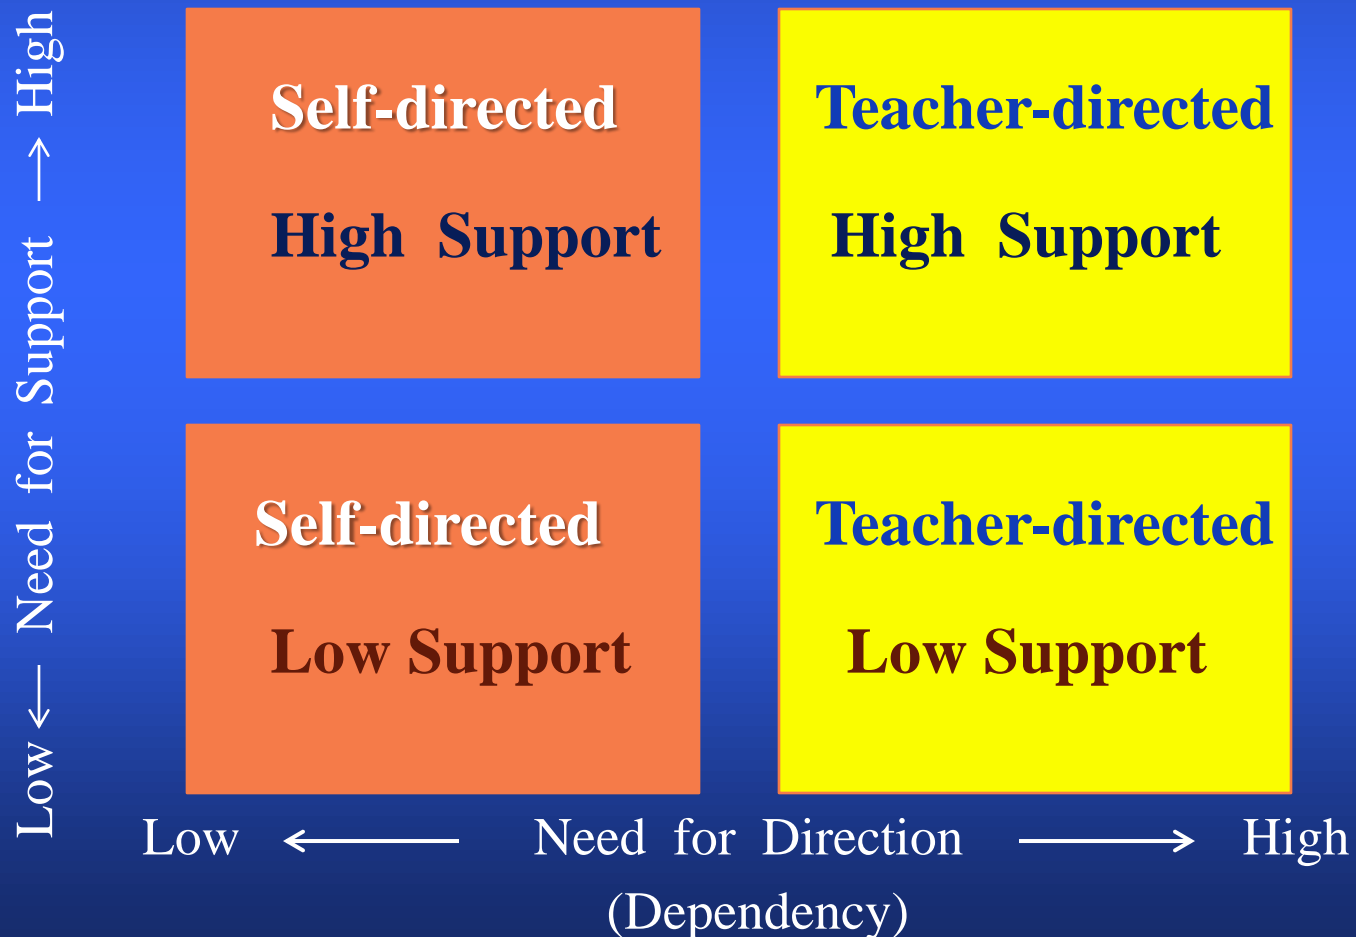 Low ← Need for Support → High
Self-directed
High Support
Teacher-directed
High Support
Self-directed
Low Support
Teacher-directed
Low Support
Low ← Need for Direction → High
(Dependency)